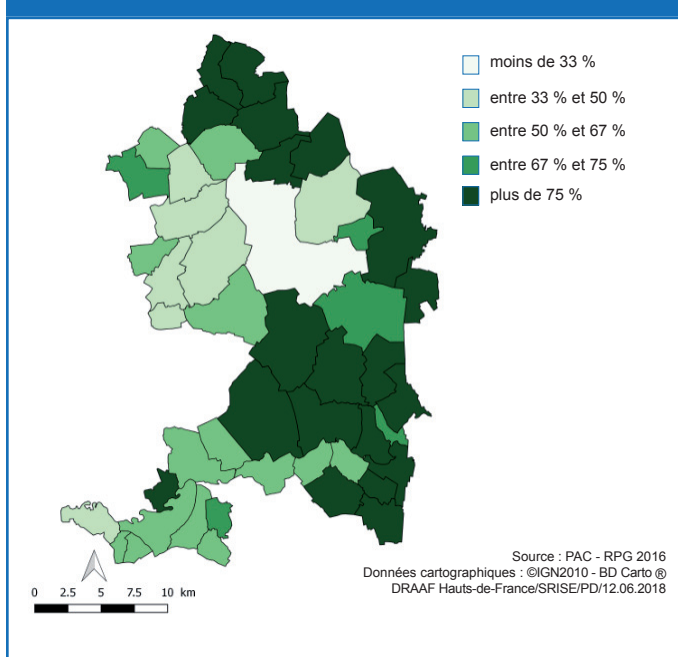 moins de 33 %
entre 33 % et 50 %
entre 50 % et 67 %
entre 67 % et 75 %
plus de 75 %
Source : PAC - RPG 2016
Données cartographiques : ©IGN2010 - BD Carto ®
DRAAF Hauts-de-France/SRISE/PD/12.06.2018
0 2.5 5 7.5 10 km